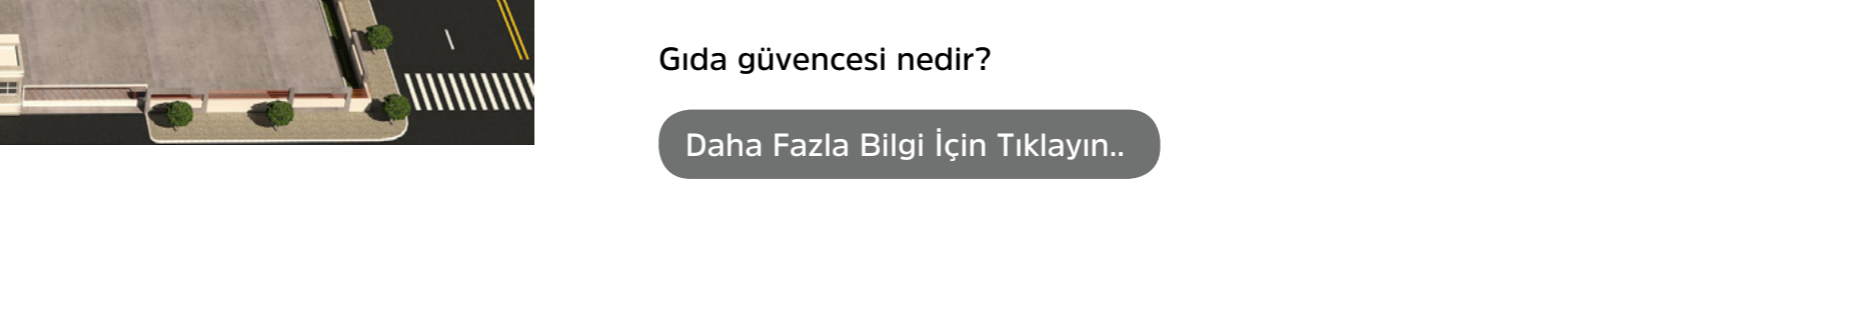 Gıda güvencesi nedir?
Daha Fazla Bilgi İçin Tıklayın..